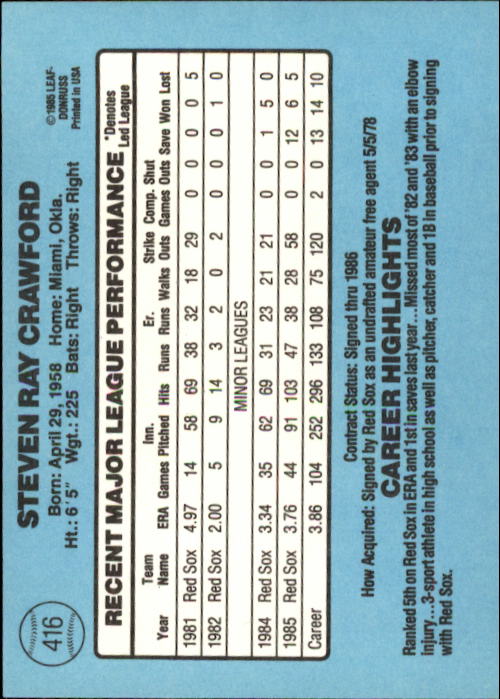 416
STEVEN RAY CRAWFORD
Born: April 29, 1958 Home: Miami, Okla.
Ht.: 6'5" Wgt.: 225 Bats: Right Throws: Right
©1985 LEAF-
DONRUSS
Printed in USA
RECENT MAJOR LEAGUE PERFORMANCE
*Denotes
Led League
Team Inn. Er. Strike Comp. Shut
Year Name ERA Games Pitched Hits Runs Runs Walks Outs Games Outs Save Won Lost
1981 Red Sox 4.97 14 58 69 38 32 18 29 0 0 0 0 5
1982 Red Sox 2.00 5 9 14 3 2 0 2 0 0 0 1 0
MINOR LEAGUES
1984 Red Sox 3.34 35 62 69 31 23 21 21 0 0 1 5 0
1985 Red Sox 3.76 44 91 103 47 38 28 58 0 0 12 6 5
Career 3.86 104 252 296 133 108 75 120 2 0 13 14 10
Contract Status: Signed thru 1986
How Acquired: Signed by Red Sox as an undrafted amateur free agent 5/5/78
CAREER HIGHLIGHTS
Ranked 5th on Red Sox in ERA and 1st in saves last year...Missed most of '82 and '83 with an elbow
injury...3-sport athlete in high school as well as pitcher, catcher and 1B in baseball prior to signing
with Red Sox.